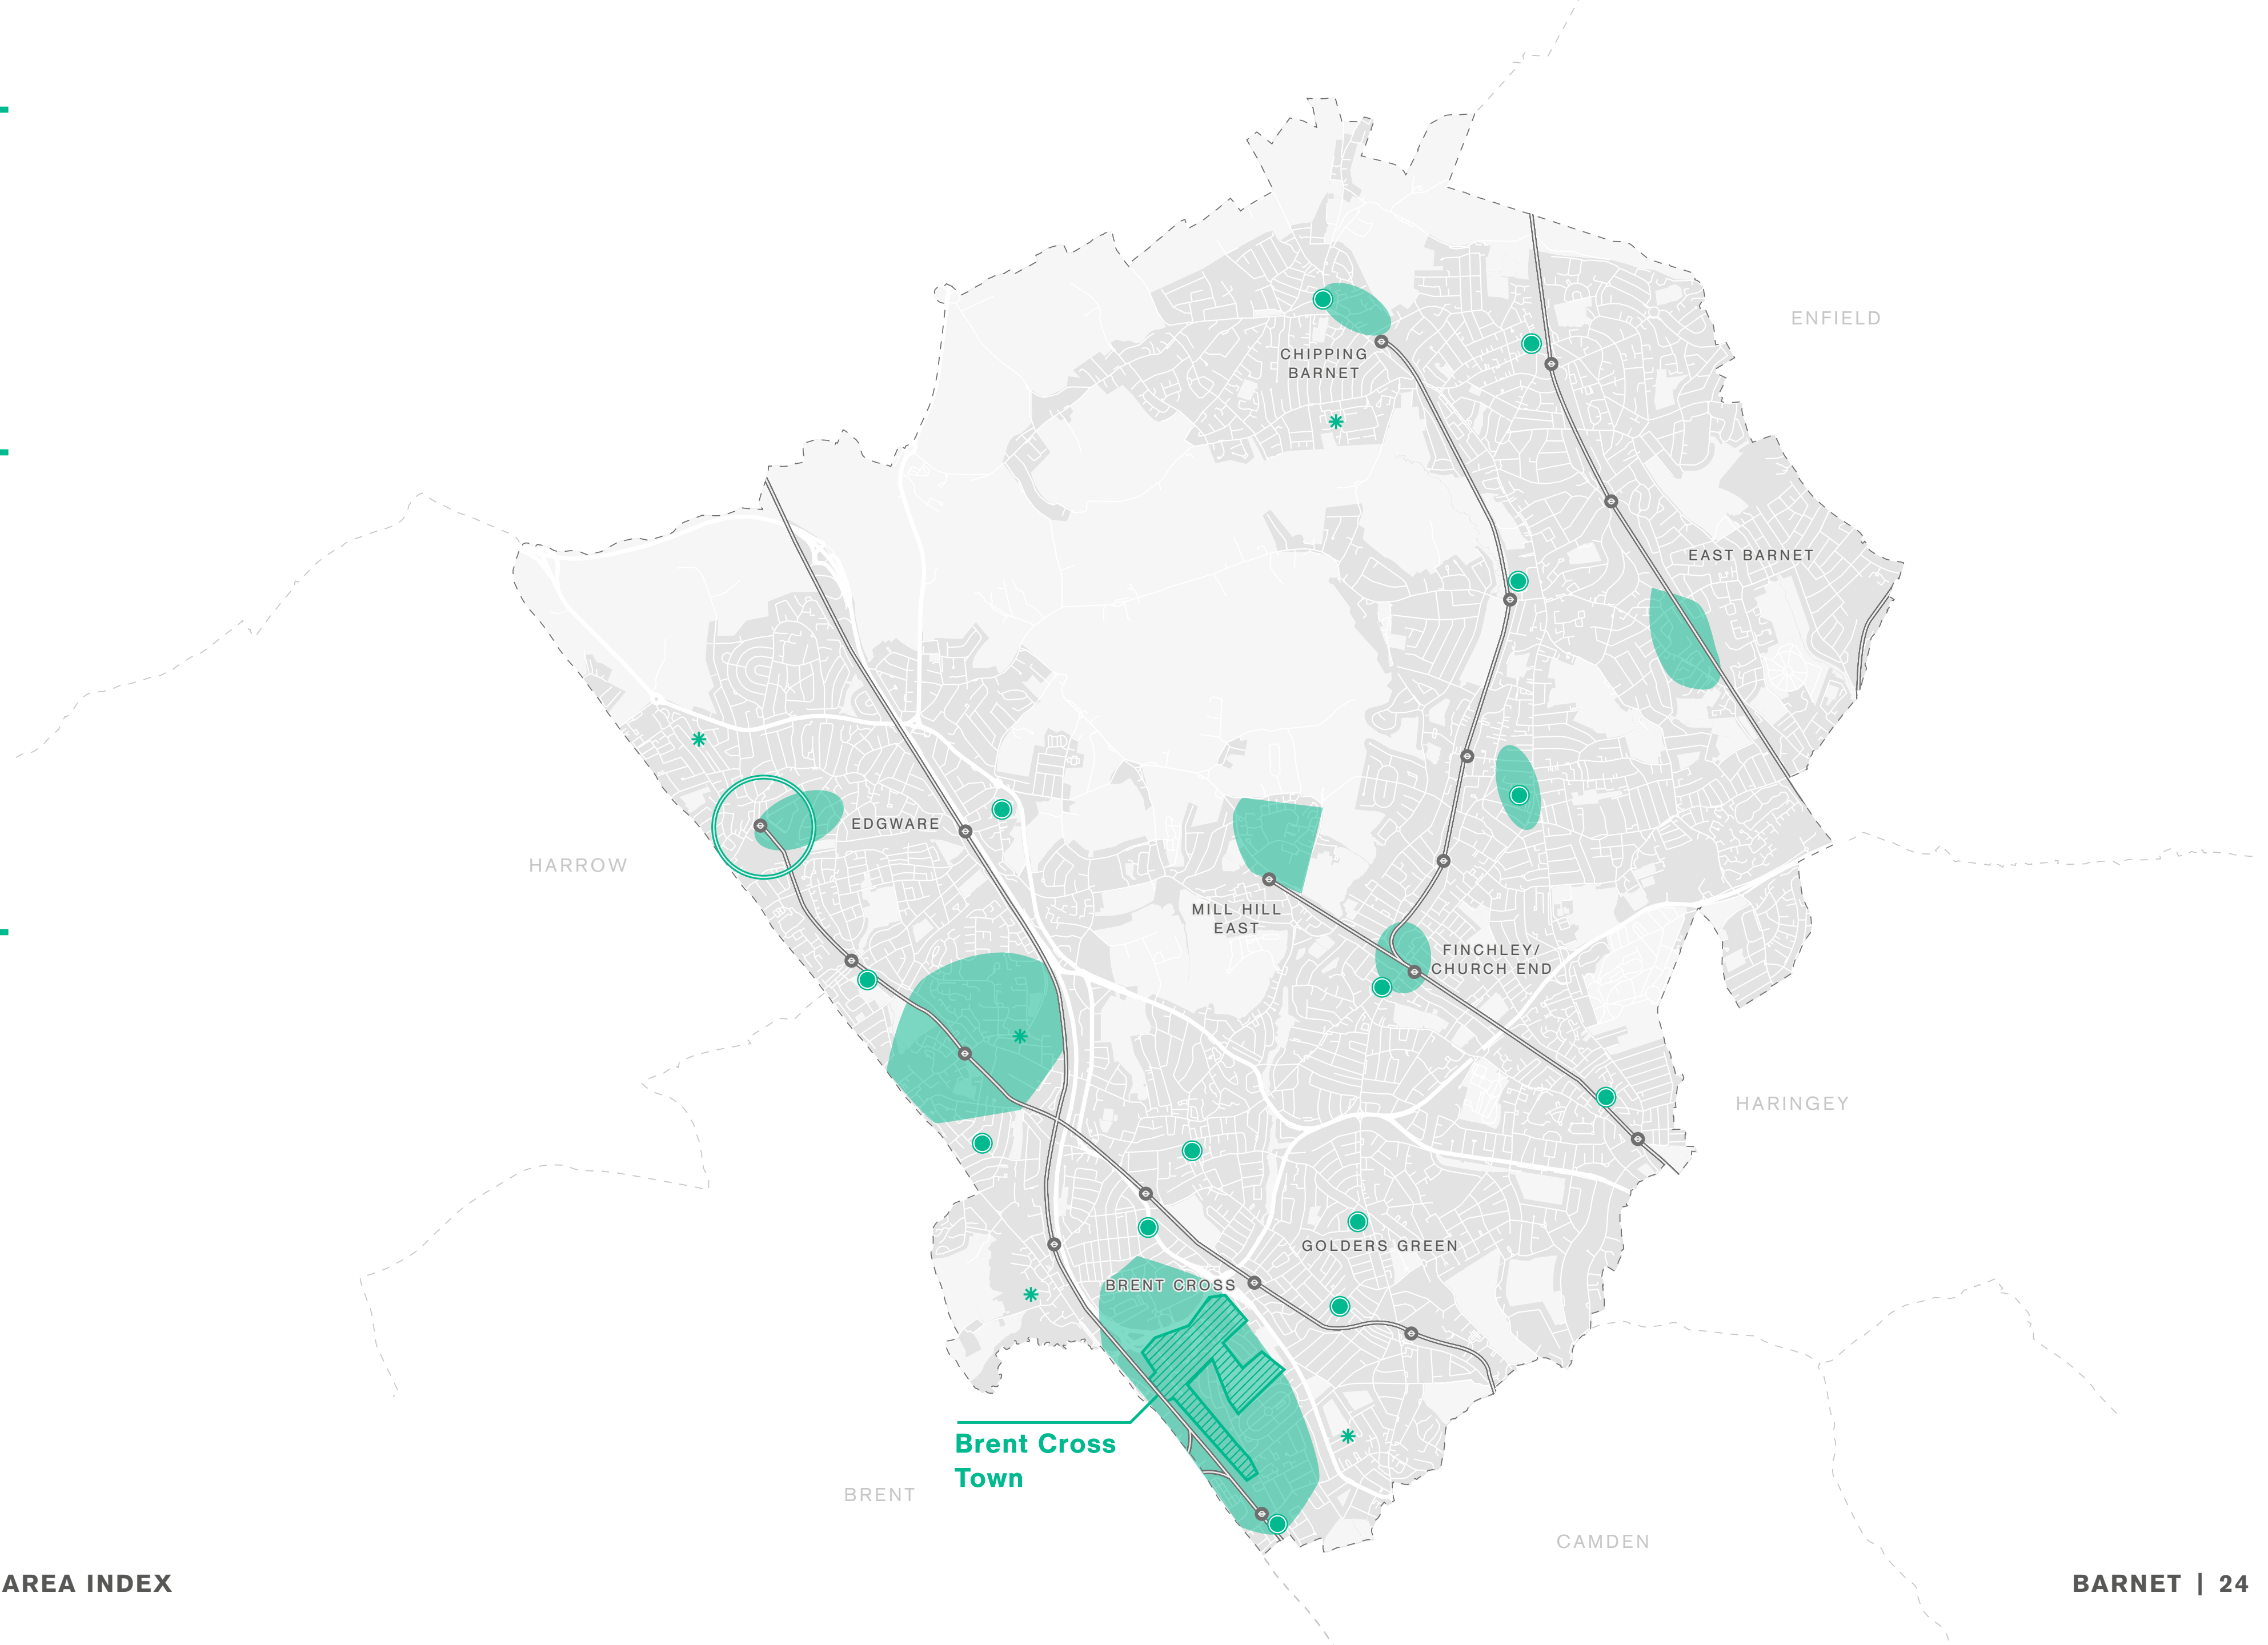 ENFIELD
CHIPPING
BARNET
EAST BARNET
EDGWARE
HARROW
MILL HILL
EAST
FINCHLEY/
CHURCH END
HARINGEY
GOLDERS GREEN
BRENT CROSS
Brent Cross
Town
BRENT
CAMDEN
AREA INDEX
BARNET | 24